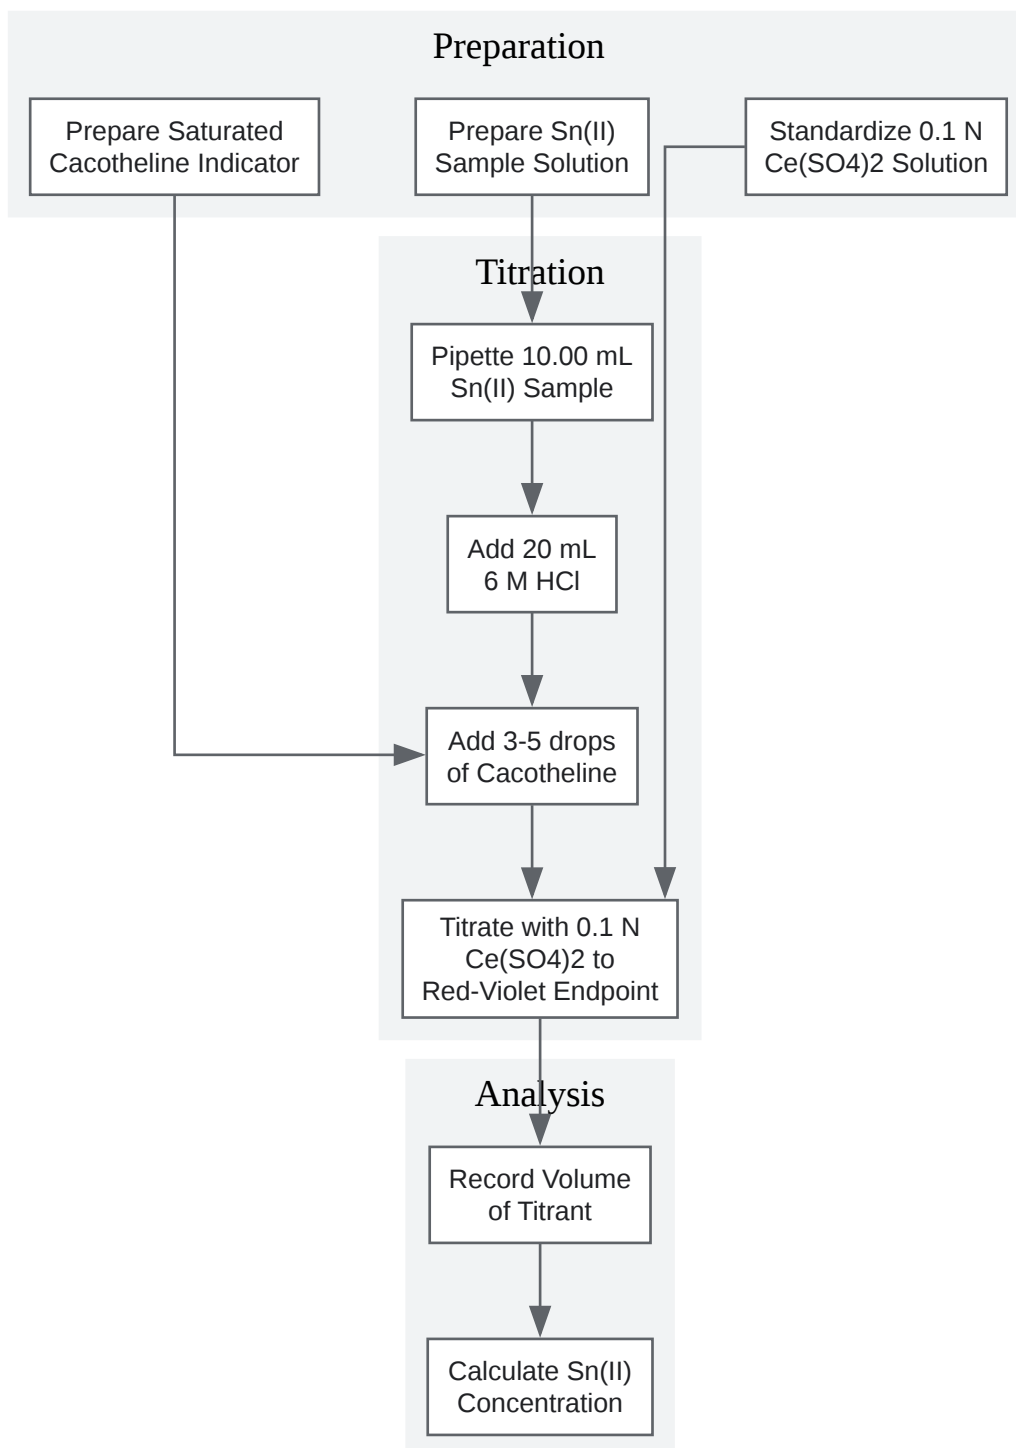 Preparation
Prepare Saturated
Cacotheline Indicator
Prepare Sn(II)
Sample Solution
Standardize 0.1 N
Ce(SO4)2 Solution
Titration
Pipette 10.00 mL
Sn(II) Sample
Add 20 mL
6 M HCl
Add 3-5 drops
of Cacotheline
Titrate with 0.1 N
Ce(SO4)2 to
Red-Violet Endpoint
Analysis
Record Volume
of Titrant
Calculate Sn(II)
Concentration